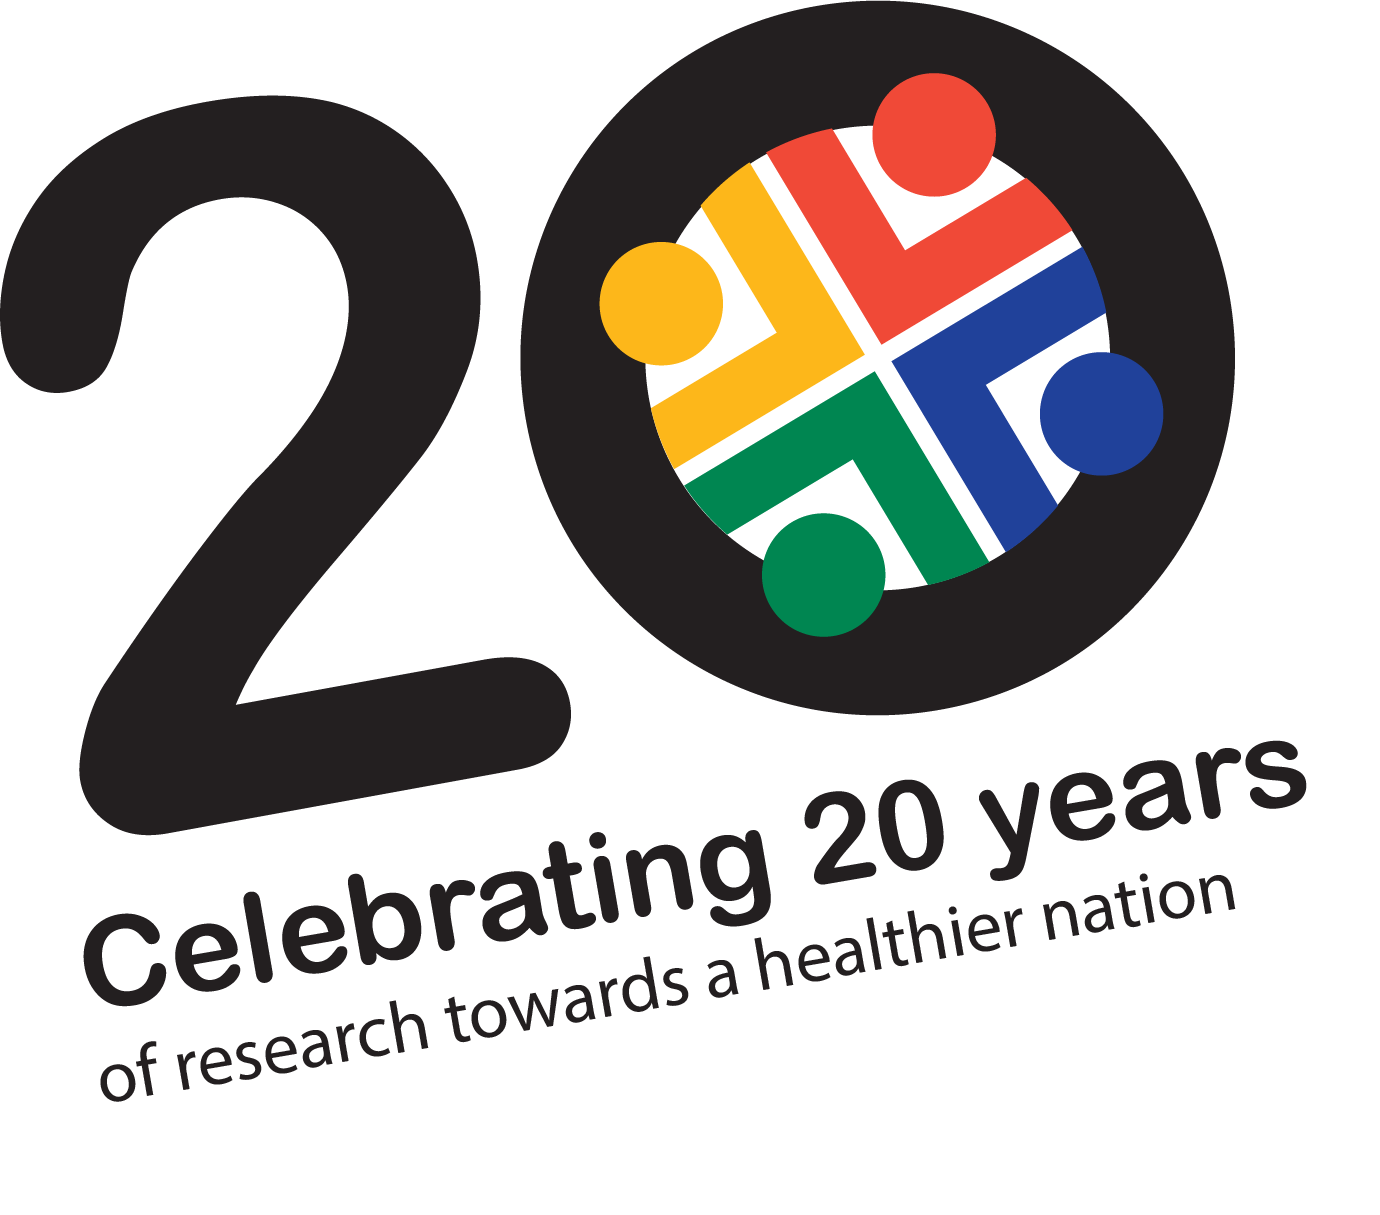 20
Celebrating 20 years
of research towards a healthier nation